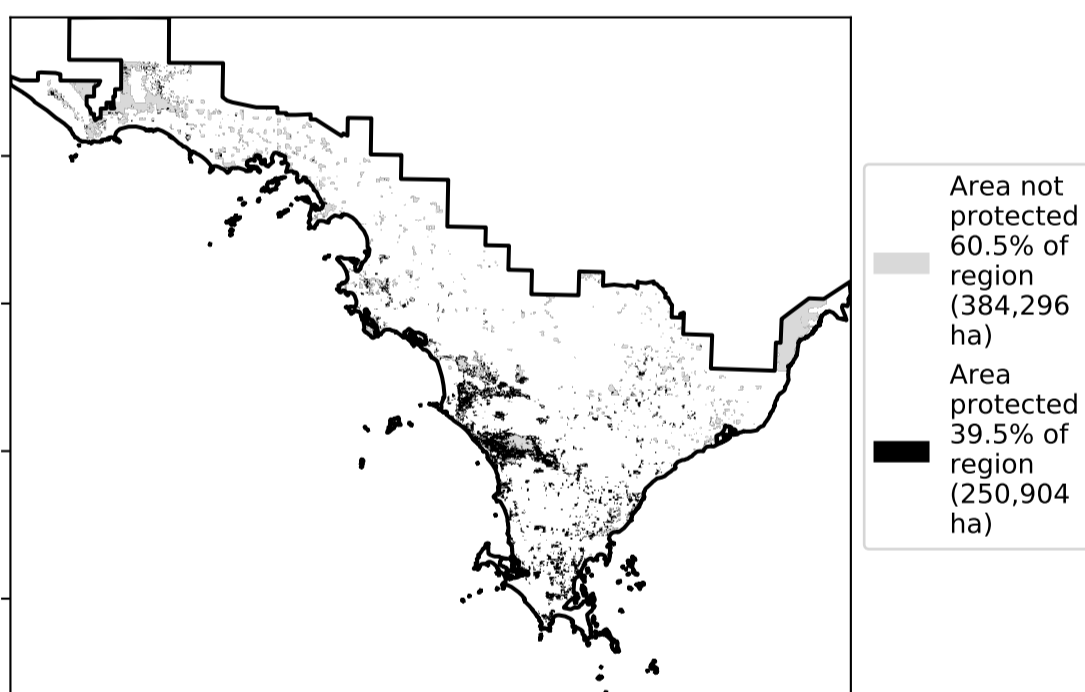 Area not
protected
60.5% of
region
(384,296
ha)
Area
protected
39.5% of
region
(250,904
ha)